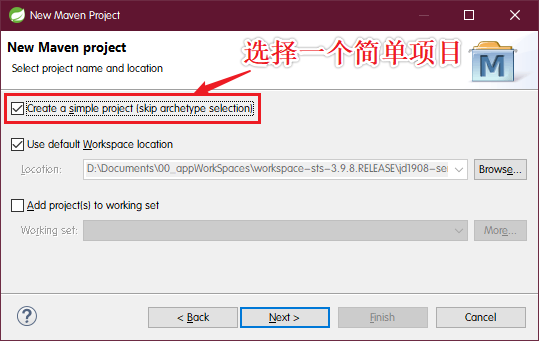 New Maven Project
New Maven project
Select project name and location
选择一个简单项目
M
Create a simple project (skip archetype selection)
Use default Workspace location
Location: D:\Documents\00_appWorkSpaces\workspace-sts-3.9.8.RELEASE\jd1908-se Browse...
Add project(s) to working set
Working set: More...
? < Back Next > Finish Cancel